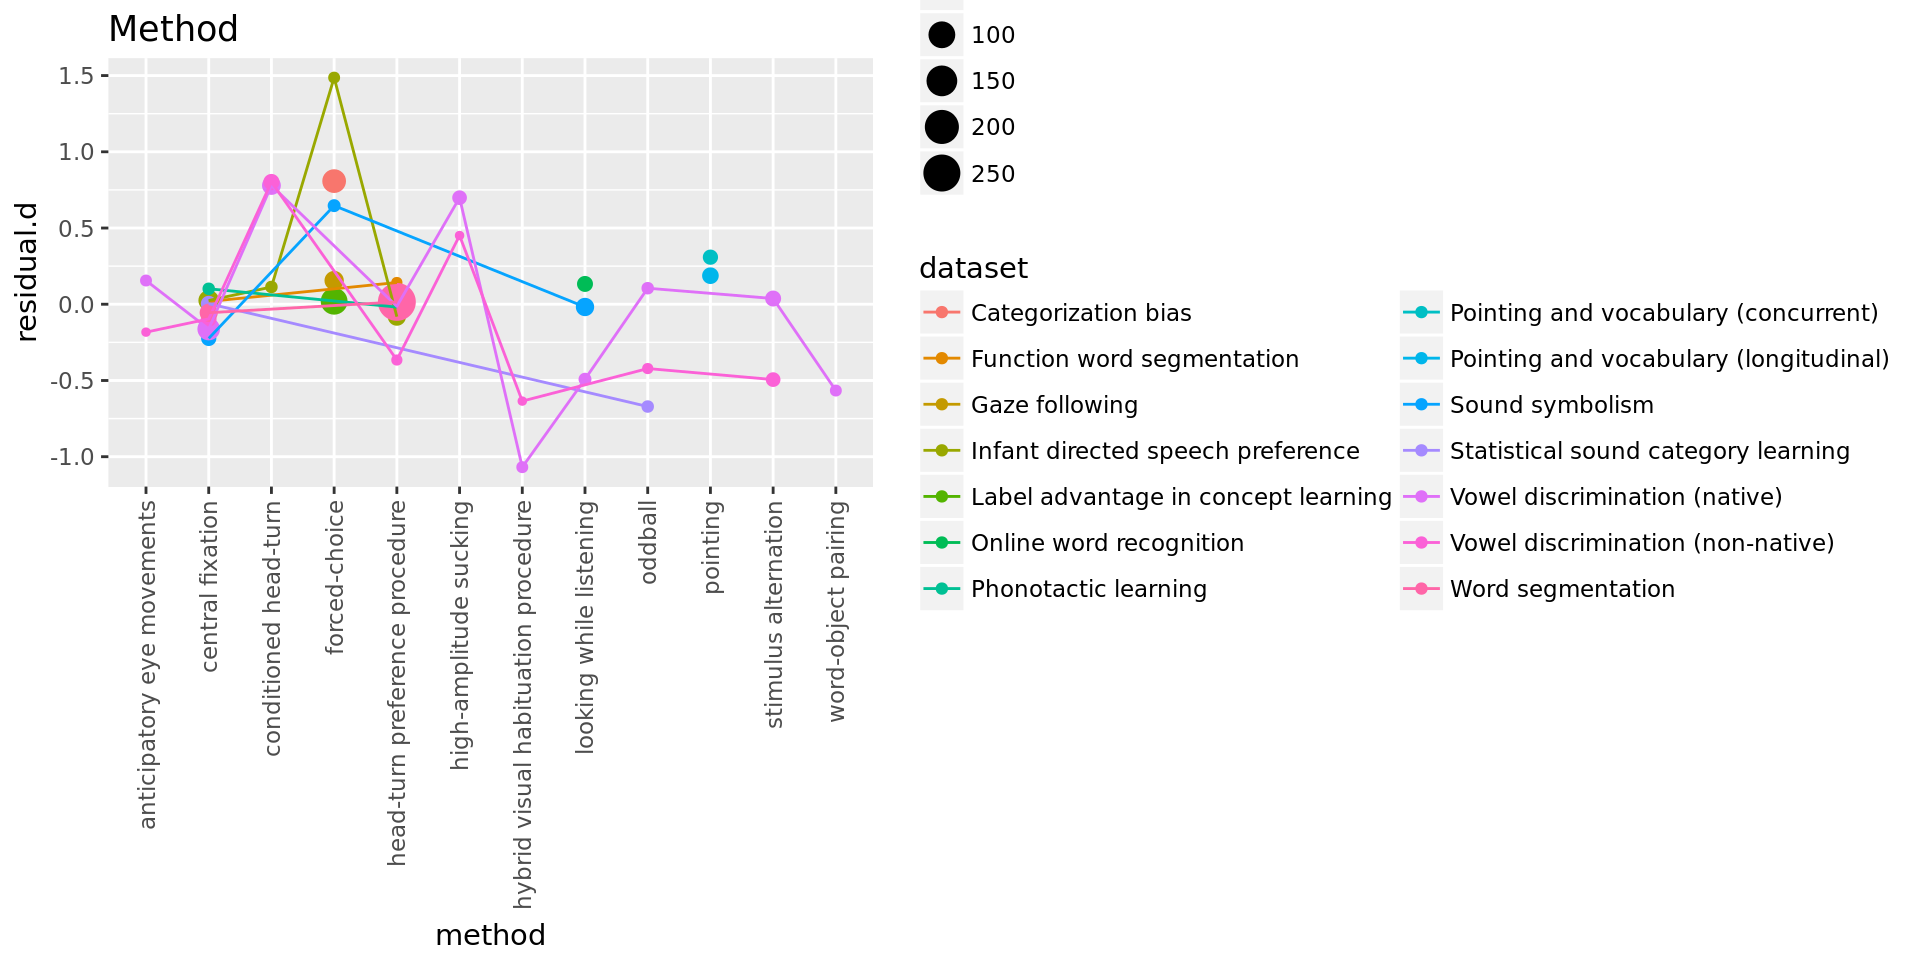 Method
1.5
1.0
0.5
0.0
-0.5
-1.0
residual.d
anticipatory eye movements
central fixation
conditioned head-turn
forced-choice
head-turn preference procedure
high-amplitude sucking
hybrid visual habituation procedure
looking while listening
oddball
pointing
stimulus alternation
word-object pairing
method
100
150
200
250
dataset
Categorization bias
Function word segmentation
Gaze following
Infant directed speech preference
Label advantage in concept learning
Online word recognition
Phonotactic learning
Pointing and vocabulary (concurrent)
Pointing and vocabulary (longitudinal)
Sound symbolism
Statistical sound category learning
Vowel discrimination (native)
Vowel discrimination (non-native)
Word segmentation